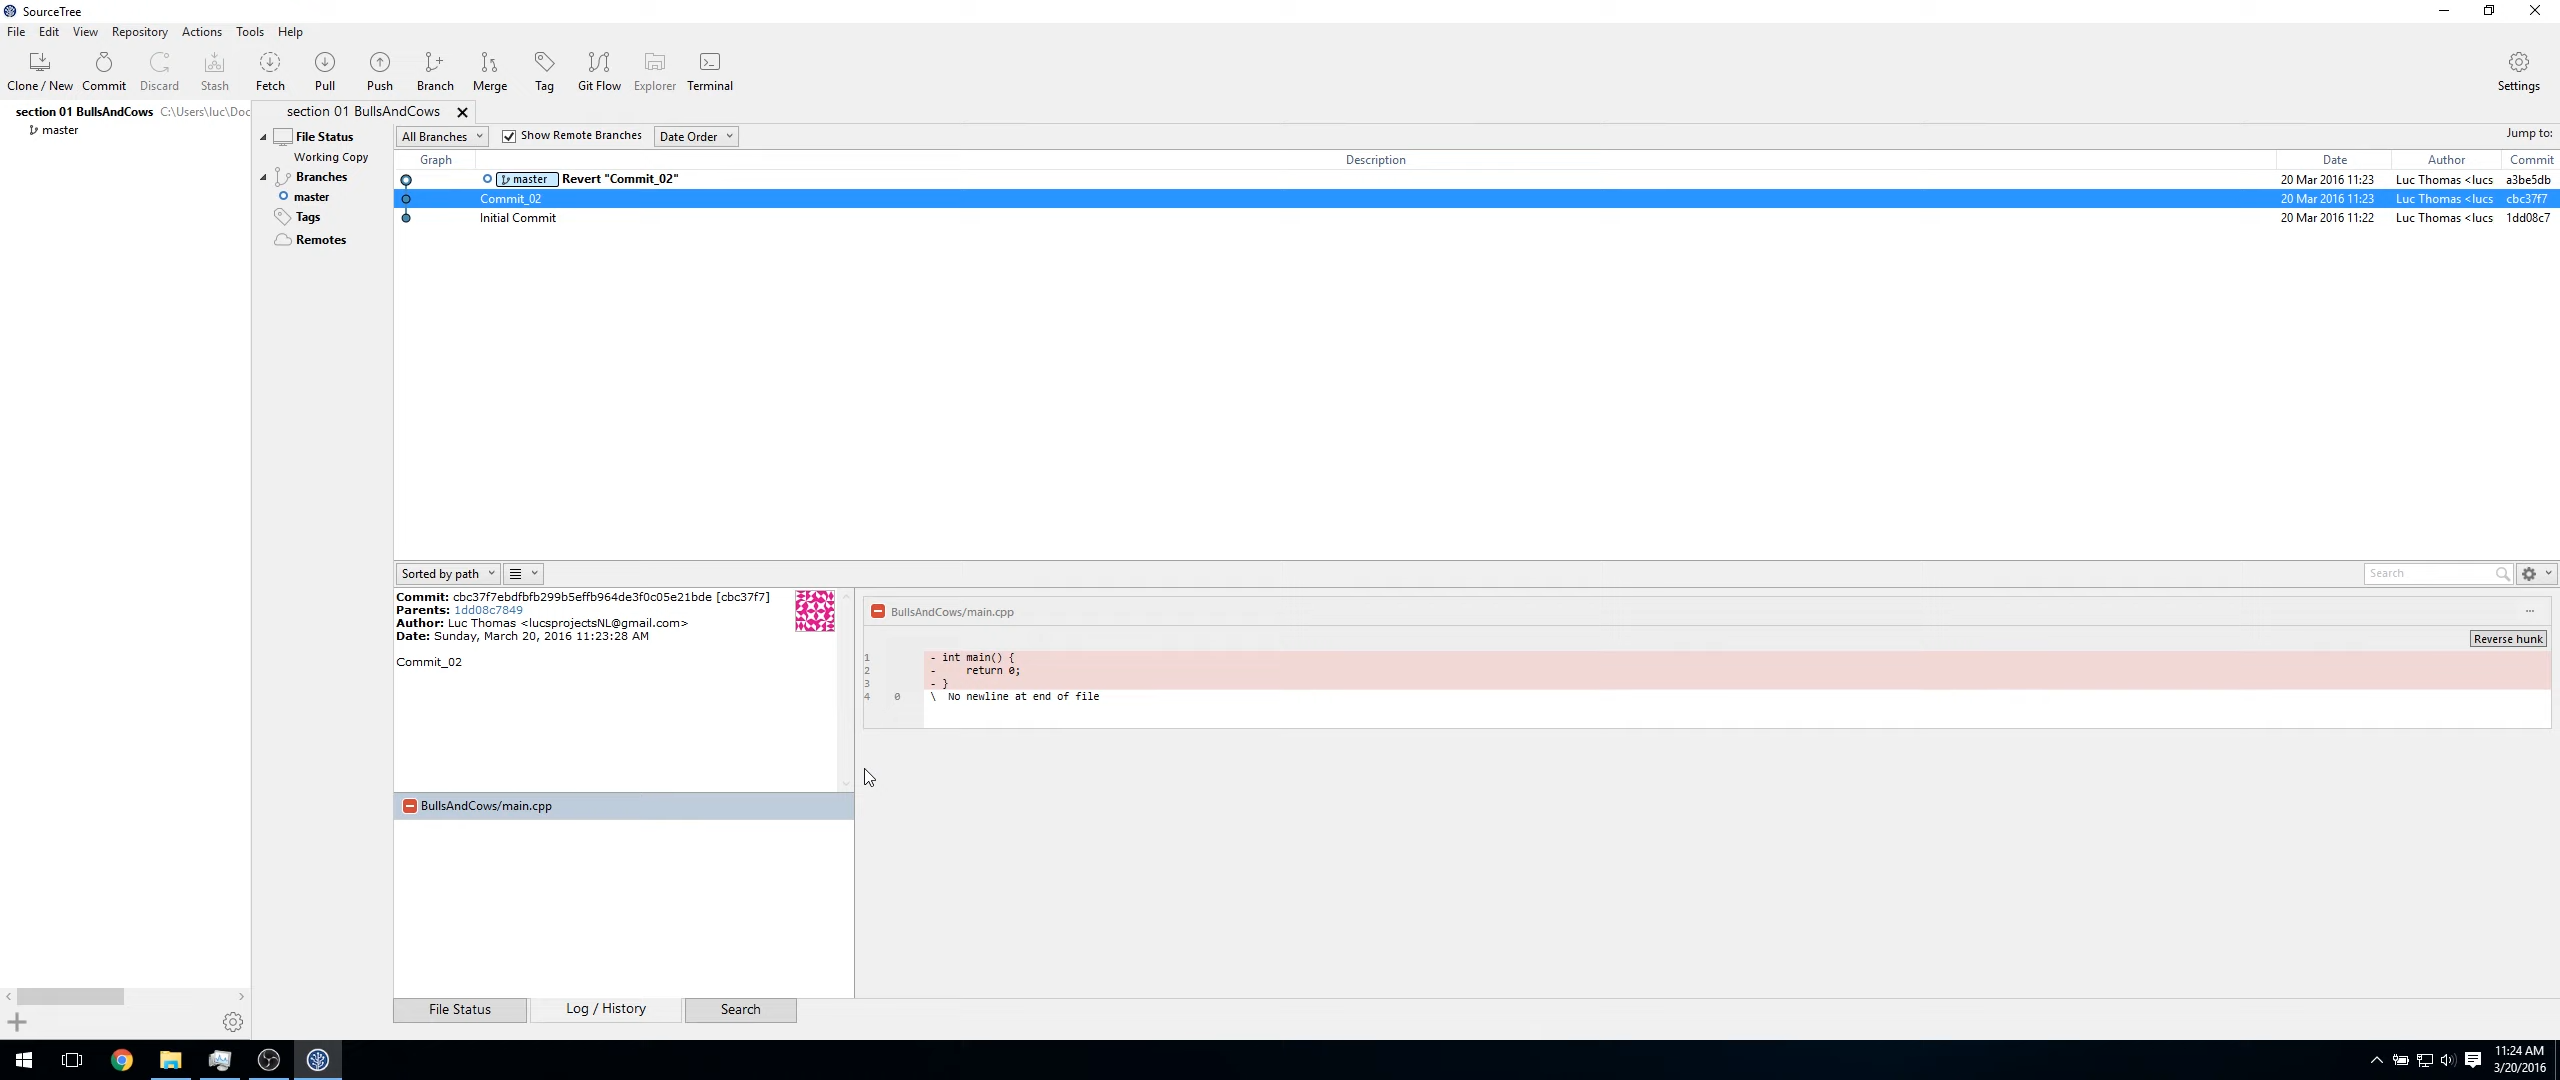 SourceTree
File Edit View Repository Actions Tools Help
Clone / New Commit Discard Stash Fetch Pull Push Branch Merge Tag Git Flow Explorer Terminal Settings
section 01 BullsAndCows C:\Users\luc\Doc
master
section 01 BullsAndCows
File Status
Working Copy
Branches
master
Tags
Remotes
All Branches Show Remote Branches Date Order Jump to:
Graph Description Date Author Commit
master Revert "Commit_02" 20 Mar 2016 11:23 Luc Thomas <lucs a3be5db
Commit_02 20 Mar 2016 11:23 Luc Thomas <lucs cbc37f7
Initial Commit 20 Mar 2016 11:22 Luc Thomas <lucs 1dd08c7
Sorted by path Search
Commit: cbc37f7ebdfbfb299b5effb964de3f0c05e21bde [cbc37f7]
Parents: 1dd08c7849
Author: Luc Thomas <lucsprojectsNL@gmail.com>
Date: Sunday, March 20, 2016 11:23:28 AM
Commit_02
BullsAndCows/main.cpp
BullsAndCows/main.cpp ...
Reverse hunk
1 - int main() {
2 - return 0;
3 - }
4 0 \ No newline at end of file
File Status Log / History Search
11:24 AM
3/20/2016